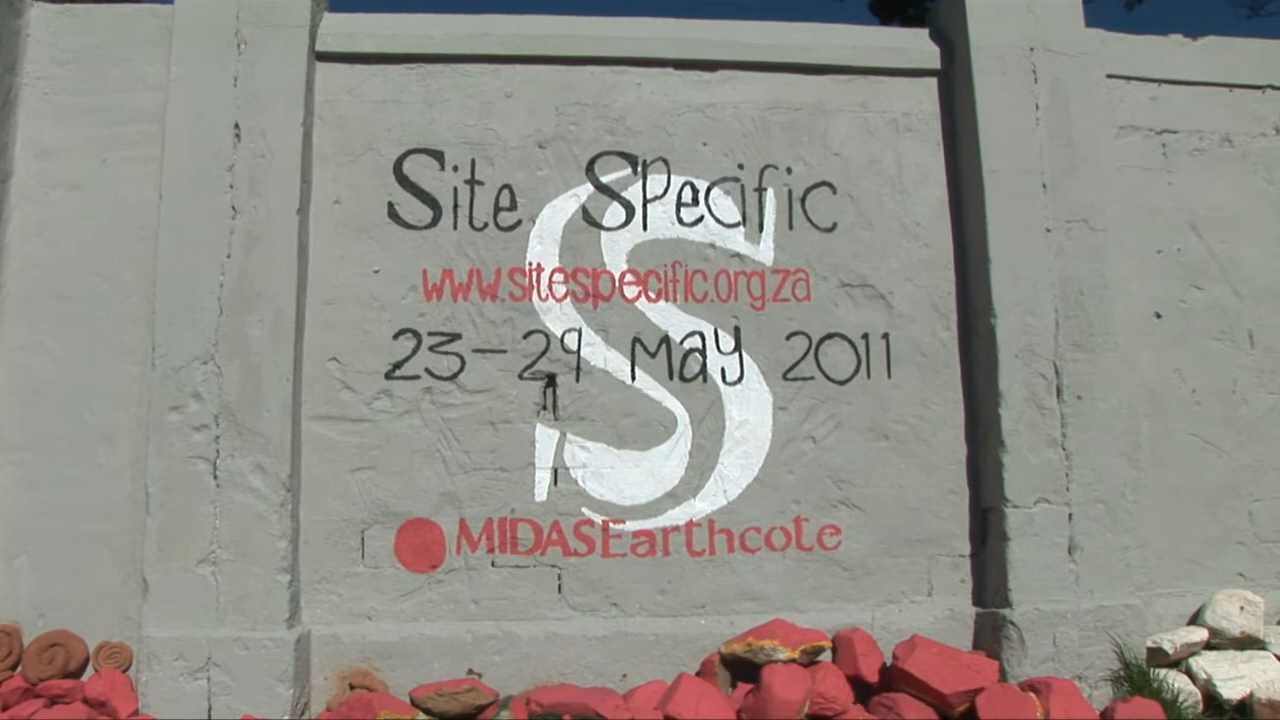 Site Specific
www.sitespecific.org.za
23-29 May 2011
S
MIDASEarthcote